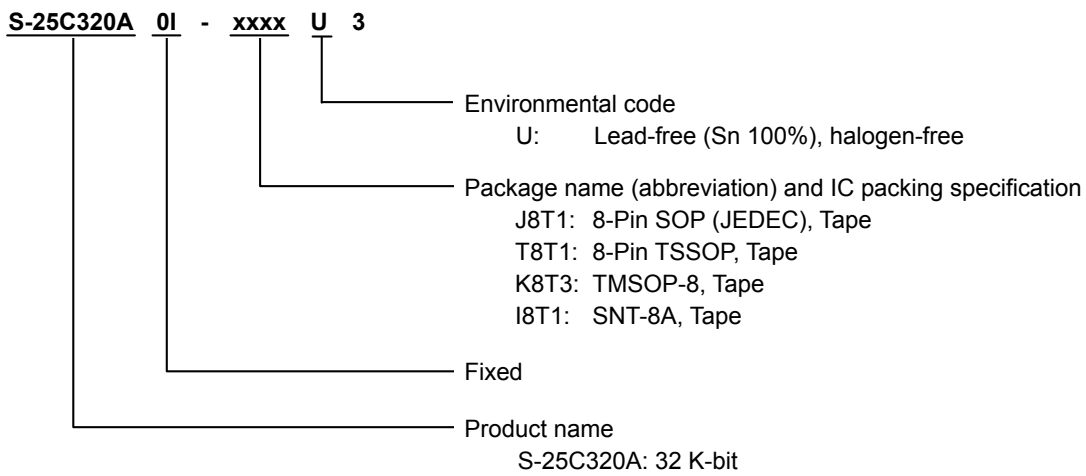 S-25C320A 0I - xxxx U 3
Environmental code
U: Lead-free (Sn 100%), halogen-free
Package name (abbreviation) and IC packing specification
J8T1: 8-Pin SOP (JEDEC), Tape
T8T1: 8-Pin TSSOP, Tape
K8T3: TMSOP-8, Tape
I8T1: SNT-8A, Tape
Fixed
Product name
S-25C320A: 32 K-bit